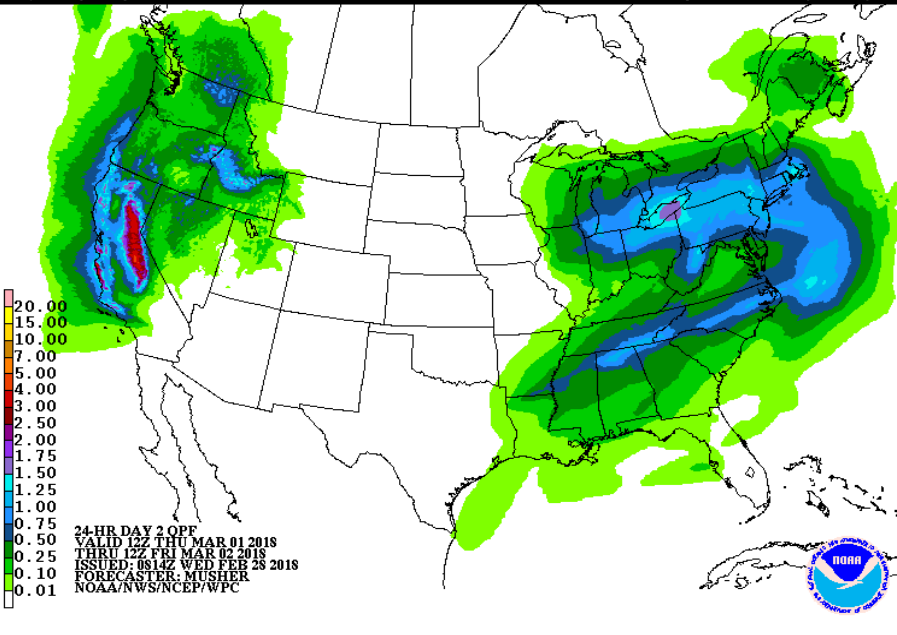 20.00
15.00
10.00
7.00
5.00
4.00
3.00
2.50
2.00
1.75
1.50
1.25
1.00
0.75
0.50
0.25
0.10
0.01
24-HR DAY 2 QPF
VALID 12Z THU MAR 01 2018
THRU 12Z FRI MAR 02 2018
ISSUED: 0814Z WED FEB 28 2018
FORECASTER: MUSHER
NOAA/NWS/NCEP/WPC
NOAA